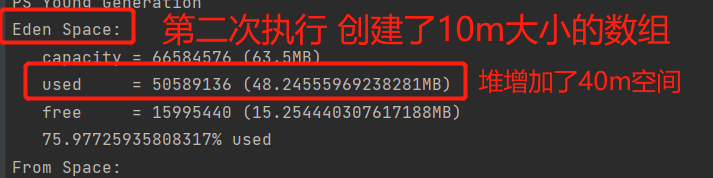 PS Young Generation
Eden Space:
第二次执行 创建了10m大小的数组
capacity = 66584576 (63.5MB)
used     = 50589136 (48.24555969238281MB)
堆增加了40m空间
free     = 15995440 (15.254440307617188MB)
75.97725935808317% used
From Space: